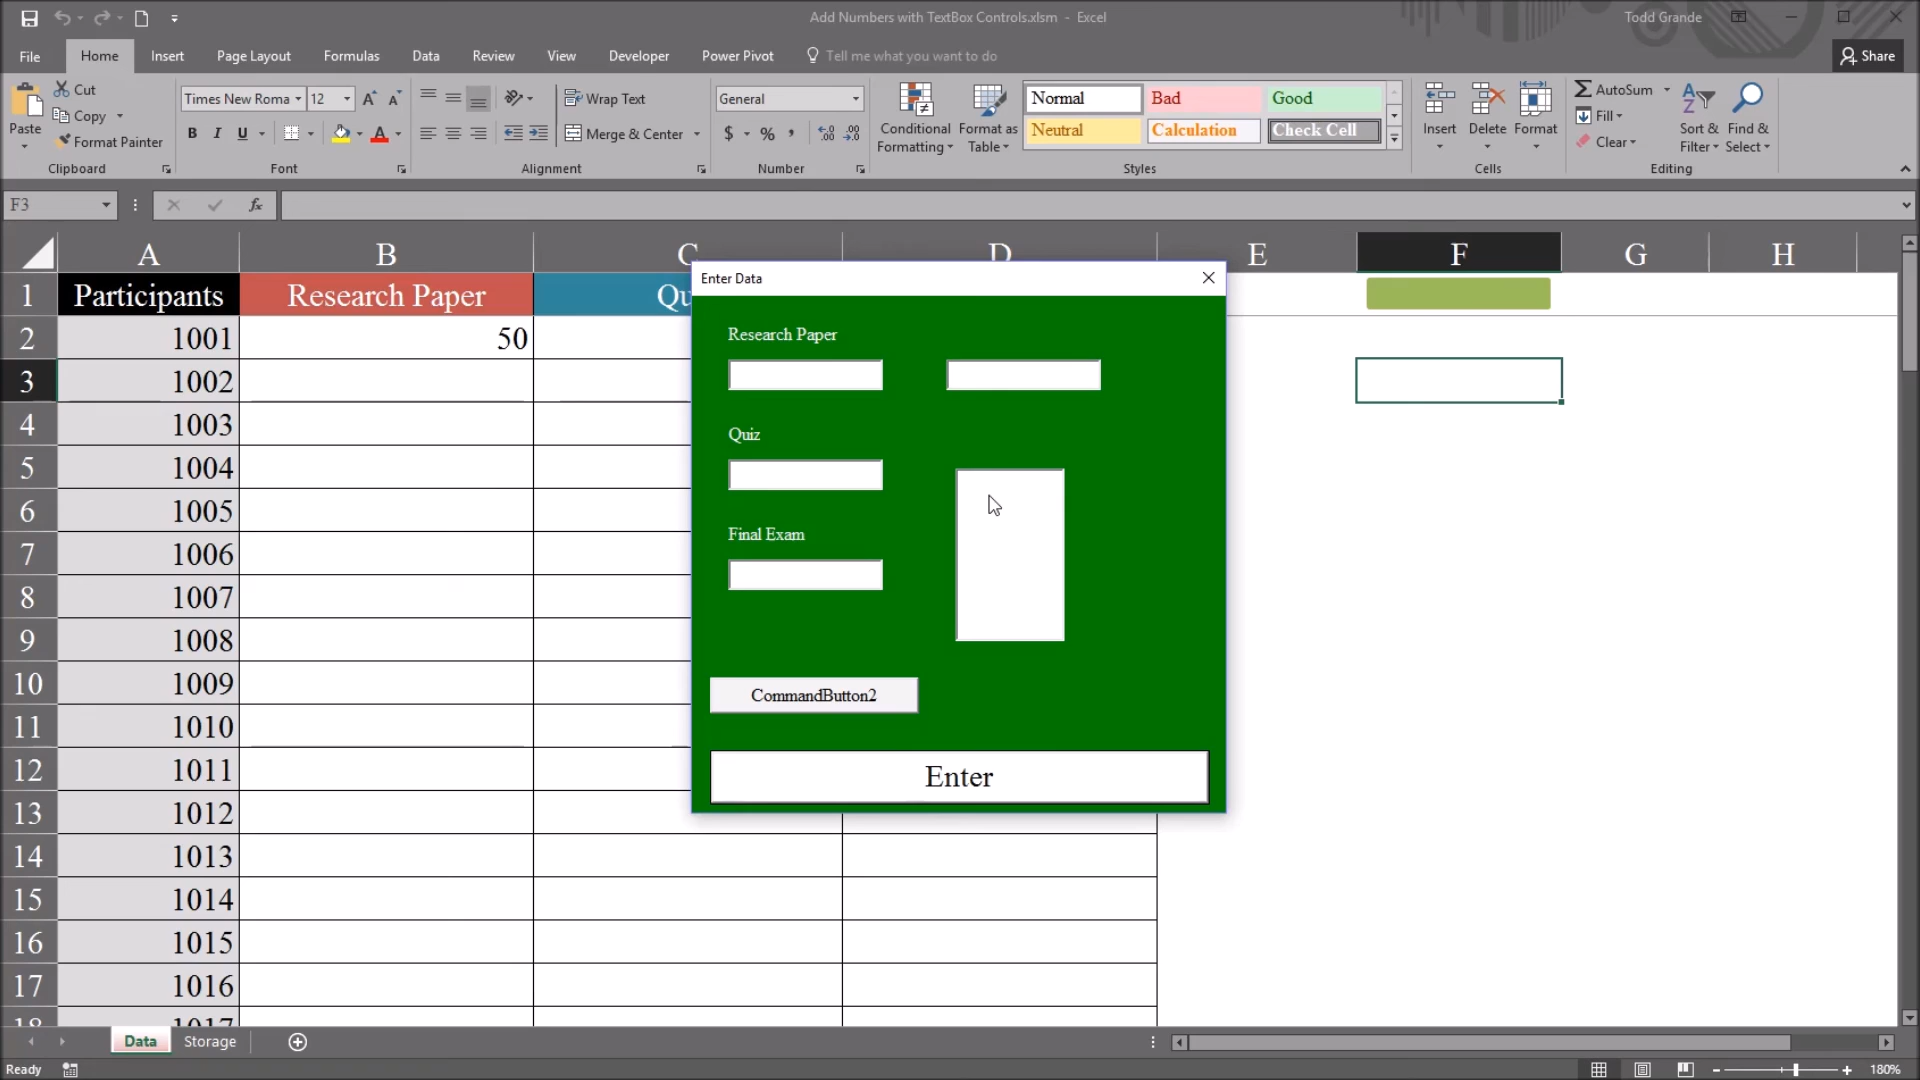 Add Numbers with TextBox Controls.xlsm - Excel
Todd Grande
File Home Insert Page Layout Formulas Data Review View Developer Power Pivot Tell me what you want to do Share
Paste Cut Copy Format Painter
Clipboard
Times New Roma 12
B I U
Font
Wrap Text
Merge & Center
Alignment
General
$ % ,
Number
Conditional Formatting
Format as Table
Normal Bad Good
Neutral Calculation Check Cell
Styles
Insert Delete Format
Cells
AutoSum
Fill
Clear
Sort & Filter
Find & Select
Editing
F3 fx
A B C D E F G H
1 Participants Research Paper Qu
2 1001 50
3 1002
4 1003
5 1004
6 1005
7 1006
8 1007
9 1008
10 1009
11 1010
12 1011
13 1012
14 1013
15 1014
16 1015
17 1016
18 1017
Enter Data
Research Paper
Quiz
Final Exam
CommandButton2
Enter
Data Storage
Ready
180%